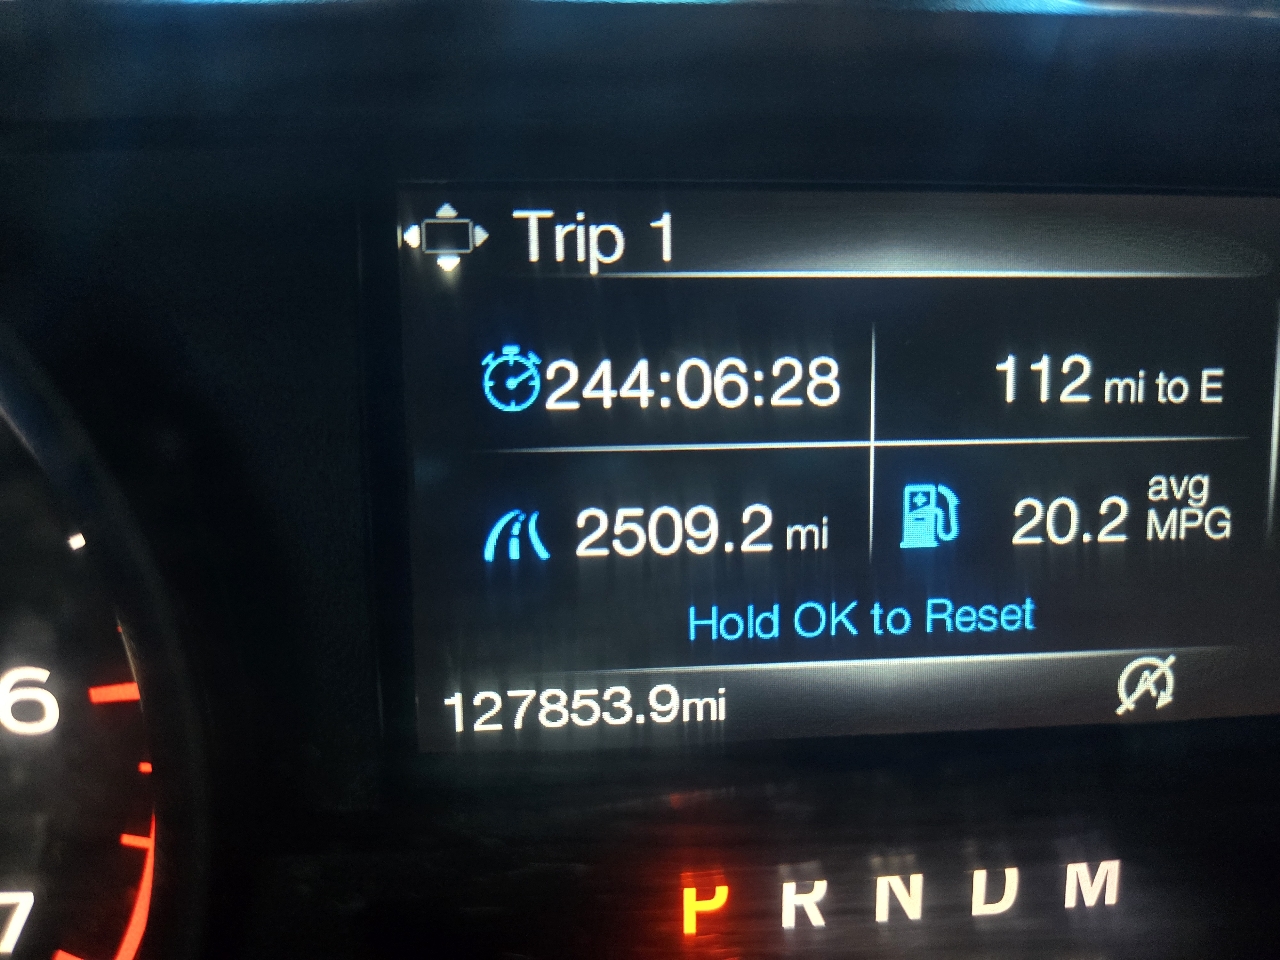 Trip 1
244:06:28
112 mi to E
2509.2 mi
20.2 avg MPG
Hold OK to Reset
127853.9mi
6
7
P R N D M